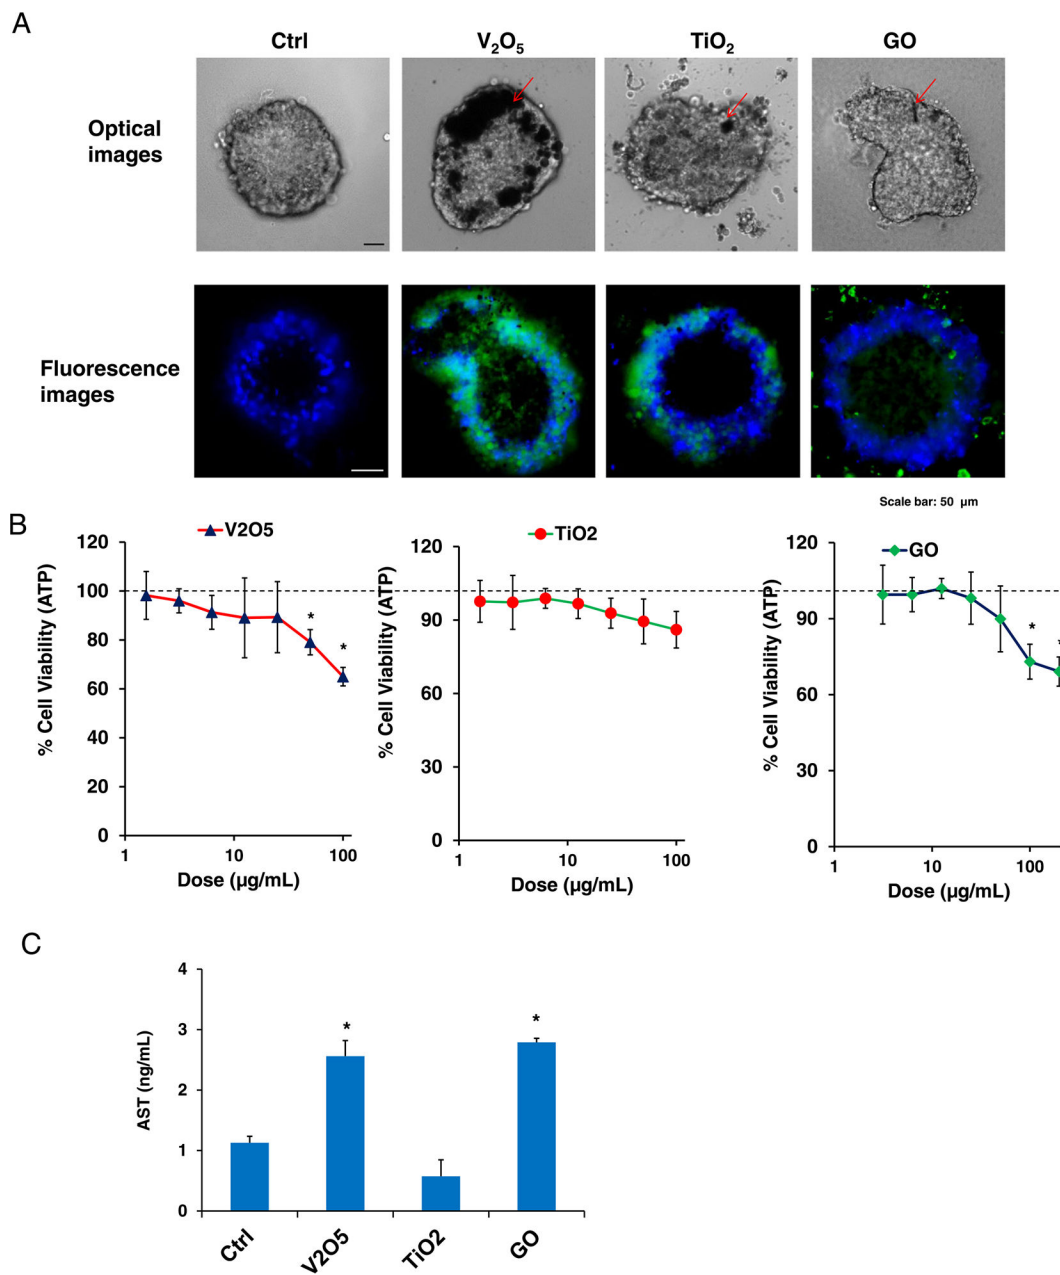 A
Ctrl
V2O5
TiO2
GO
Optical
images
Fluorescence
images
Scale bar: 50 µm
B
V2O5
120
100
80
60
40
20
0
1
10
100
% Cell Viability (ATP)
Dose (µg/mL)
*
*
TiO2
120
90
60
30
0
1
10
100
% Cell Viability (ATP)
Dose (µg/mL)
GO
120
90
60
30
0
1
10
100
% Cell Viability (ATP)
Dose (µg/mL)
*
*
C
4
3
2
1
0
AST (ng/mL)
*
*
Ctrl
V2O5
TiO2
GO